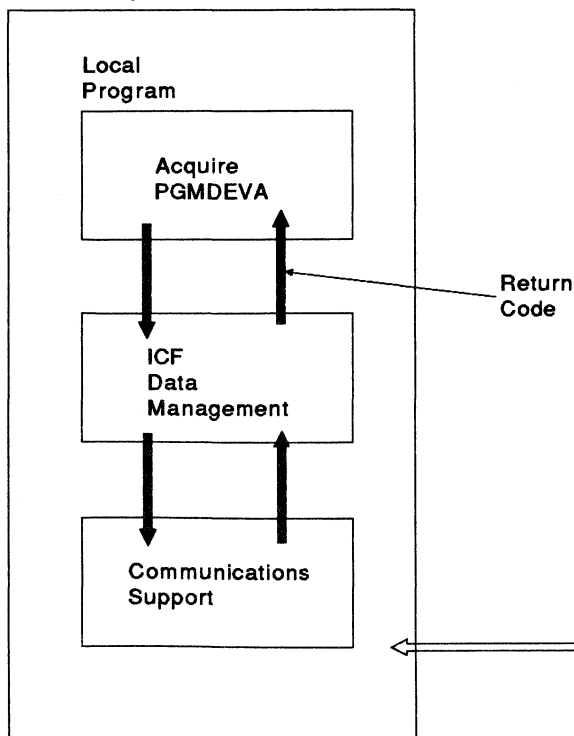 Local
Program
Acquire
PGMDEVA
Return
Code
ICF
Data
Management
Communications
Support